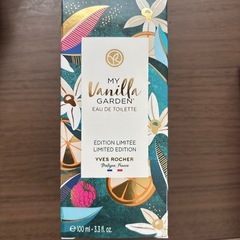 YR
MY
Vanilla
GARDEN
EAU DE TOILETTE
ÉDITION LIMITÉE
LIMITED EDITION
YVES ROCHER
Bretagne, France
℮ 100 ml - 3.3 fl. oz.